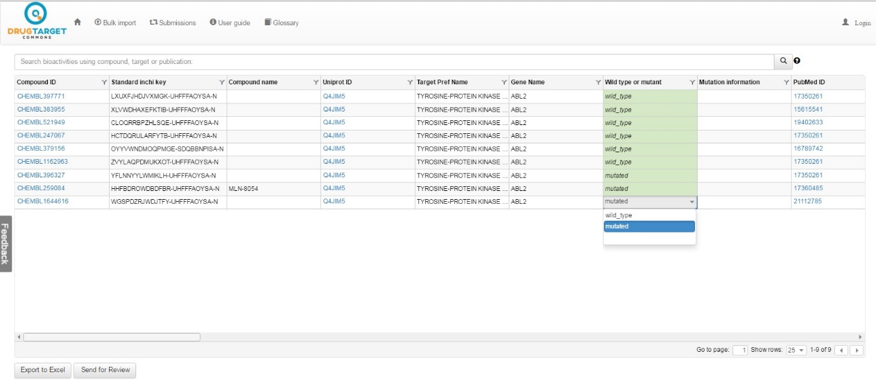 DRUGTARGET
COMMONS
Bulk import Submissions User guide Glossary Login
Search bioactivities using compound, target or publication:
Compound ID Standard inchi key Compound name Uniprot ID Target Pref Name Gene Name Wild type or mutant Mutation information PubMed ID
CHEMBL397771 LXUXFJHDJVXMGK-UHFFFAOYSA-N Q4JIM5 TYROSINE-PROTEIN KINASE ... ABL2 wild_type 17350261
CHEMBL383955 XLVWDHAXEFKTIB-UHFFFAOYSA-N Q4JIM5 TYROSINE-PROTEIN KINASE ... ABL2 wild_type 15615541
CHEMBL521949 CLOQRRBPZHLSQE-UHFFFAOYSA-N Q4JIM5 TYROSINE-PROTEIN KINASE ... ABL2 wild_type 19402633
CHEMBL247067 HCTDQRULARFYTB-UHFFFAOYSA-N Q4JIM5 TYROSINE-PROTEIN KINASE ... ABL2 wild_type 17350261
CHEMBL379156 OYYVWNDMOQPMGE-SDQBBNPISA-N Q4JIM5 TYROSINE-PROTEIN KINASE ... ABL2 wild_type 16789742
CHEMBL1162963 ZVYLAQPDMUKXOT-UHFFFAOYSA-N Q4JIM5 TYROSINE-PROTEIN KINASE ... ABL2 wild_type 17350261
CHEMBL396327 YFLNNYYLWMIKLH-UHFFFAOYSA-N Q4JIM5 TYROSINE-PROTEIN KINASE ... ABL2 mutated 17350261
CHEMBL259084 HHFBDROWDBDFBR-UHFFFAOYSA-N MLN-8054 Q4JIM5 TYROSINE-PROTEIN KINASE ... ABL2 mutated 17360485
CHEMBL1644616 WGSPDZRJWDJTFY-UHFFFAOYSA-N Q4JIM5 TYROSINE-PROTEIN KINASE ... ABL2 mutated 21112785
wild_type
mutated
Feedback
Go to page: 1 Show rows: 25 1-9 of 9
Export to Excel Send for Review